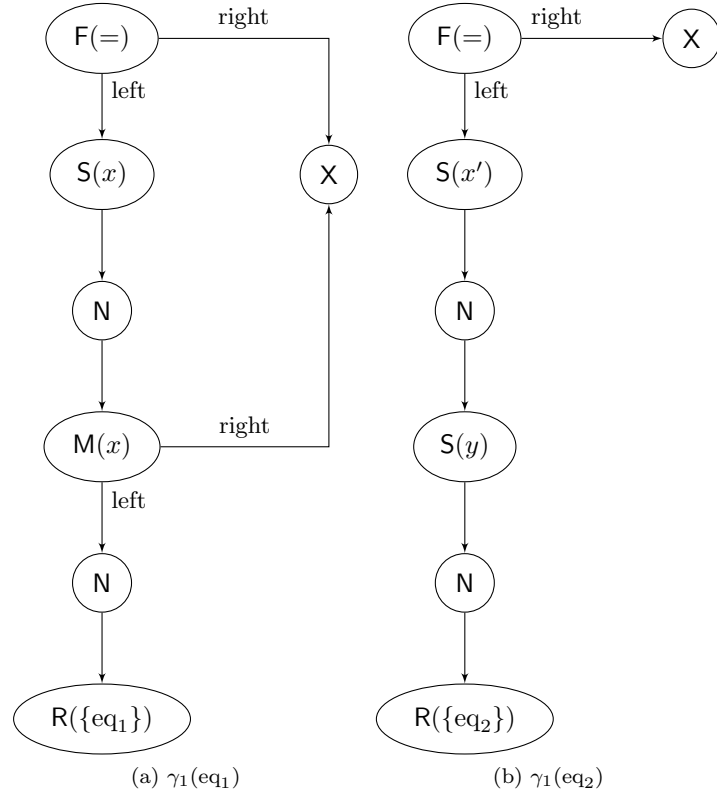 F(=)
right
left
S(x)
X
N
M(x)
right
left
N
R({eq₁})
(a) γ₁(eq₁)
F(=)
right
X
left
S(x′)
N
S(y)
N
R({eq₂})
(b) γ₁(eq₂)